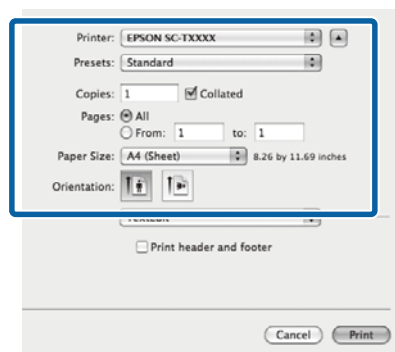 Printer: EPSON SC-TXXXX
Presets: Standard
Copies: 1 Collated
Pages: All
From: 1 to: 1
Paper Size: A4 (Sheet) 8.26 by 11.69 inches
Orientation:
TextEdit
Print header and footer
Cancel Print